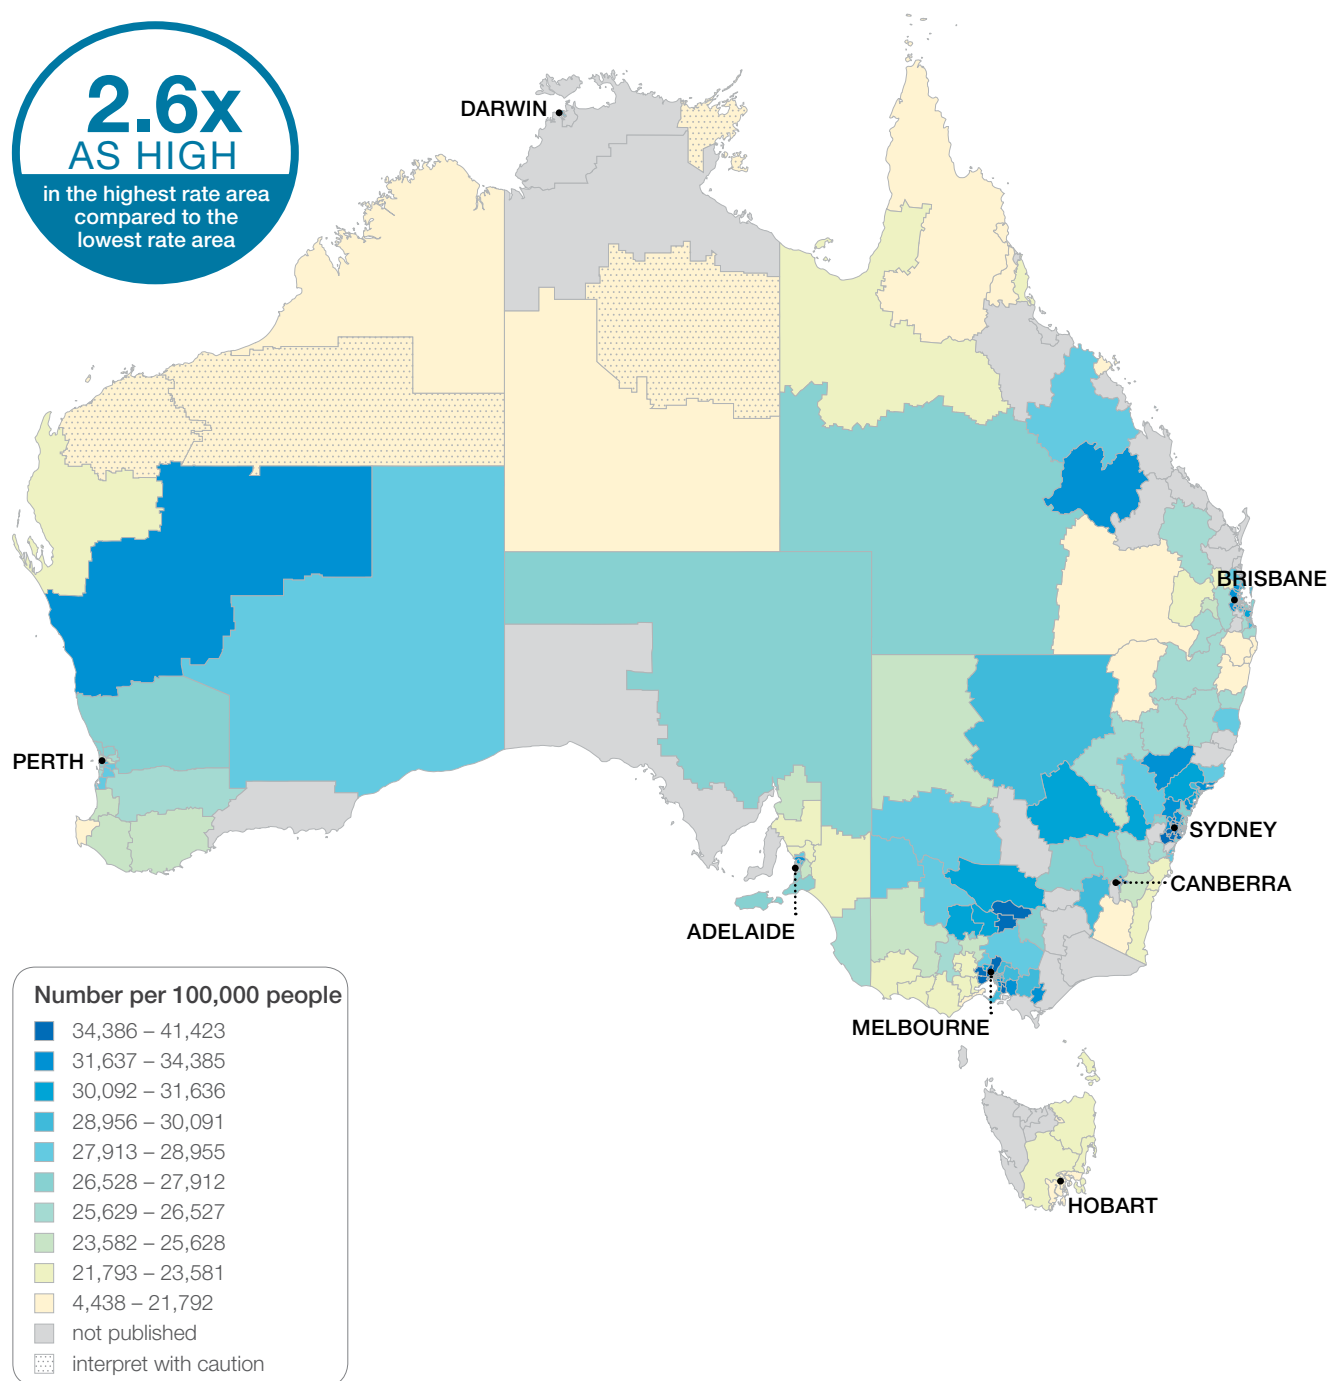 2.6x
AS HIGH
in the highest rate area
compared to the
lowest rate area
DARWIN
BRISBANE
PERTH
SYDNEY
CANBERRA
ADELAIDE
MELBOURNE
HOBART
Number per 100,000 people
34,386 – 41,423
31,637 – 34,385
30,092 – 31,636
28,956 – 30,091
27,913 – 28,955
26,528 – 27,912
25,629 – 26,527
23,582 – 25,628
21,793 – 23,581
4,438 – 21,792
not published
interpret with caution